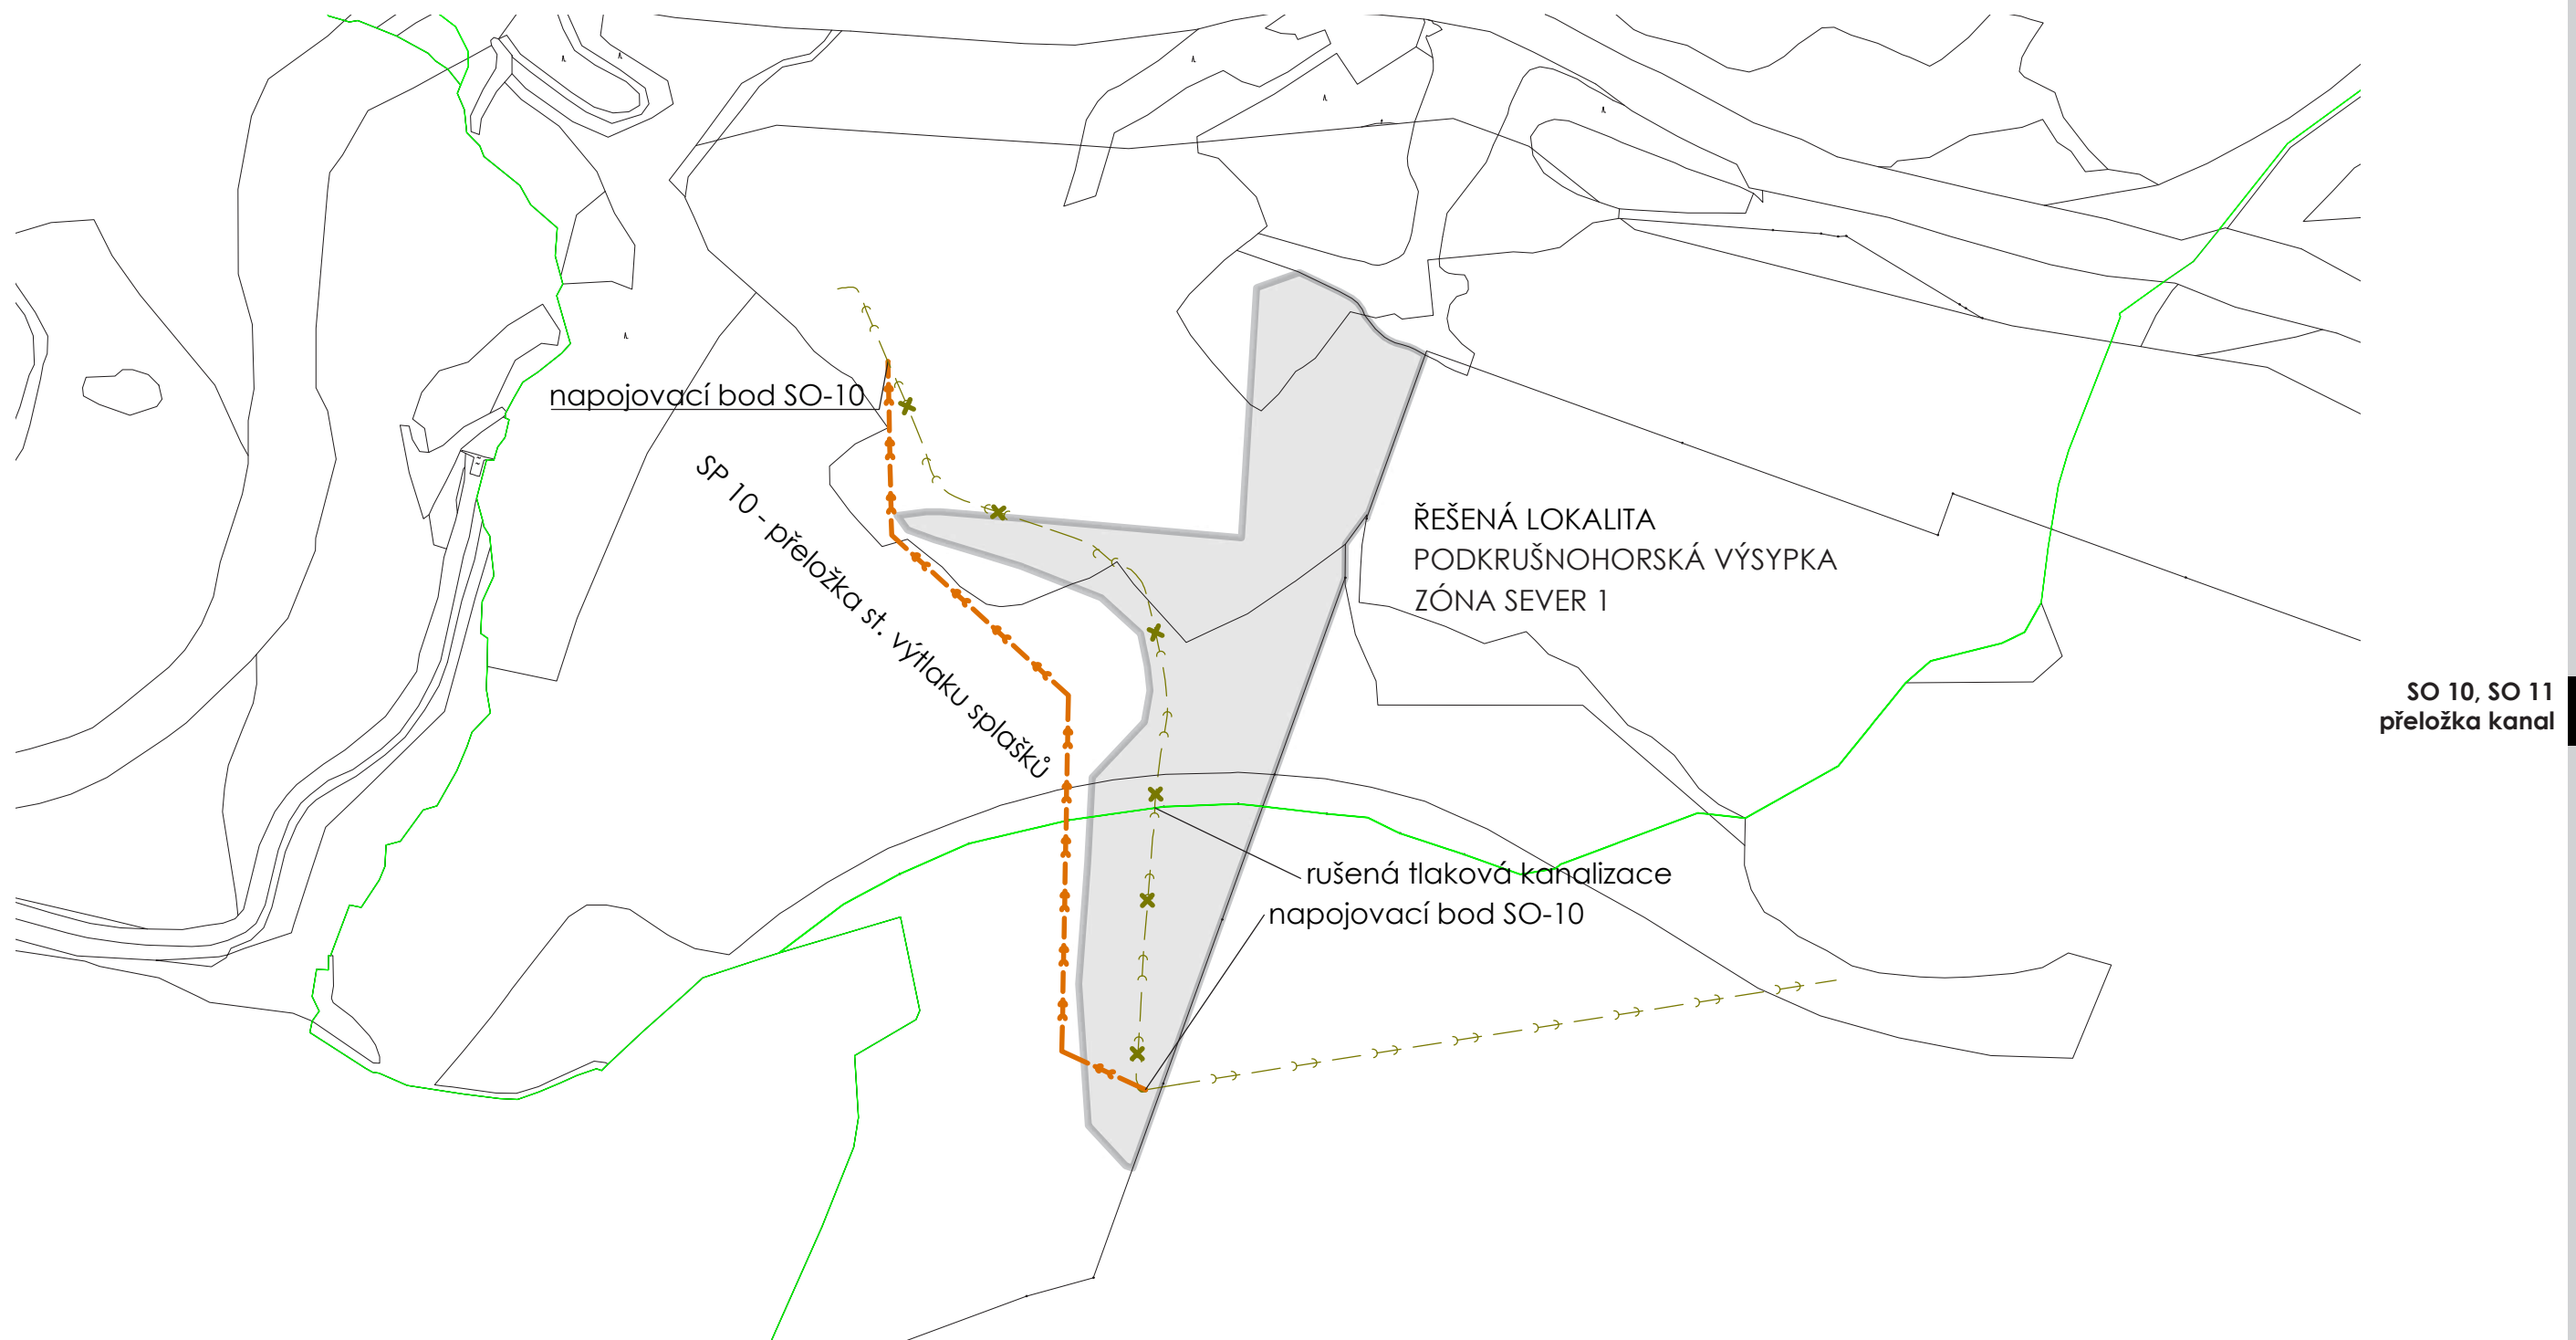 napojovací bod SO-10
SP 10 - přeložka st. výtlaku splašků
ŘEŠENÁ LOKALITA
PODKRUŠNOHORSKÁ VÝSYPKA
ZÓNA SEVER 1
SO 10, SO 11
přeložka kanal
rušená tlaková kanalizace
napojovací bod SO-10